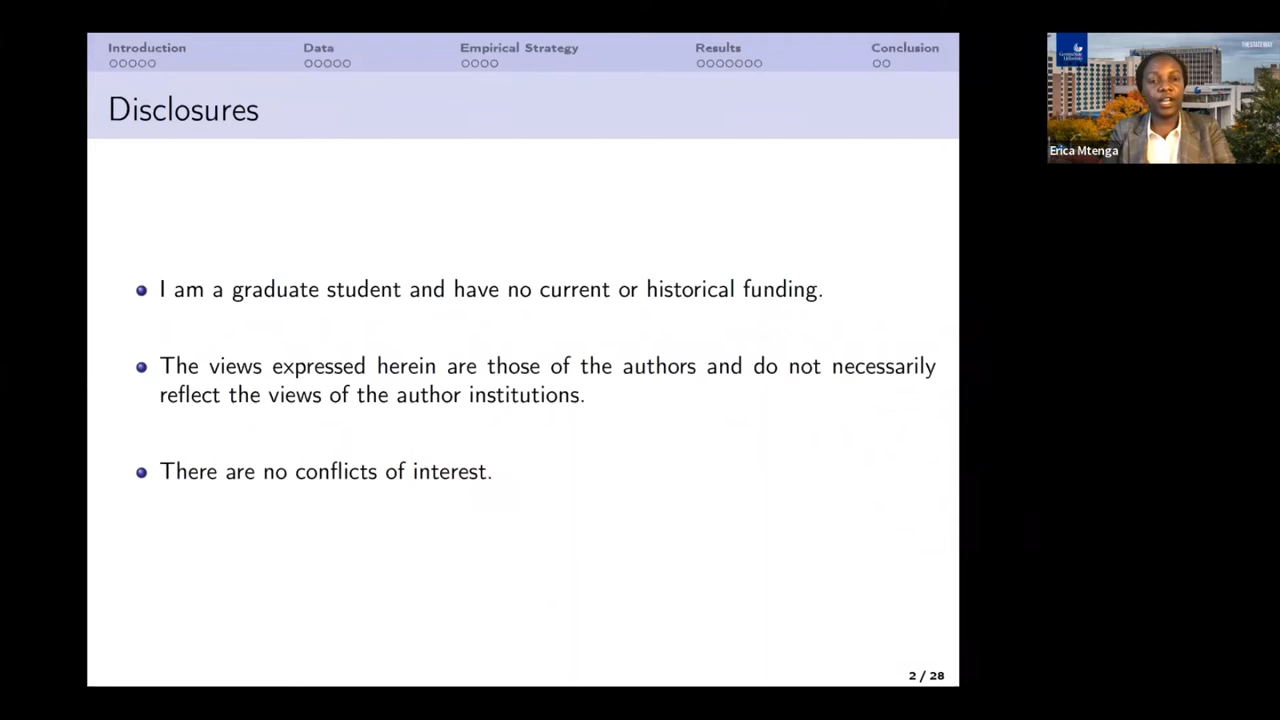 Introduction Data Empirical Strategy Results Conclusion
Disclosures
I am a graduate student and have no current or historical funding.
The views expressed herein are those of the authors and do not necessarily
reflect the views of the author institutions.
There are no conflicts of interest.
2 / 28
THESTATEWAY
Erica Mtenga